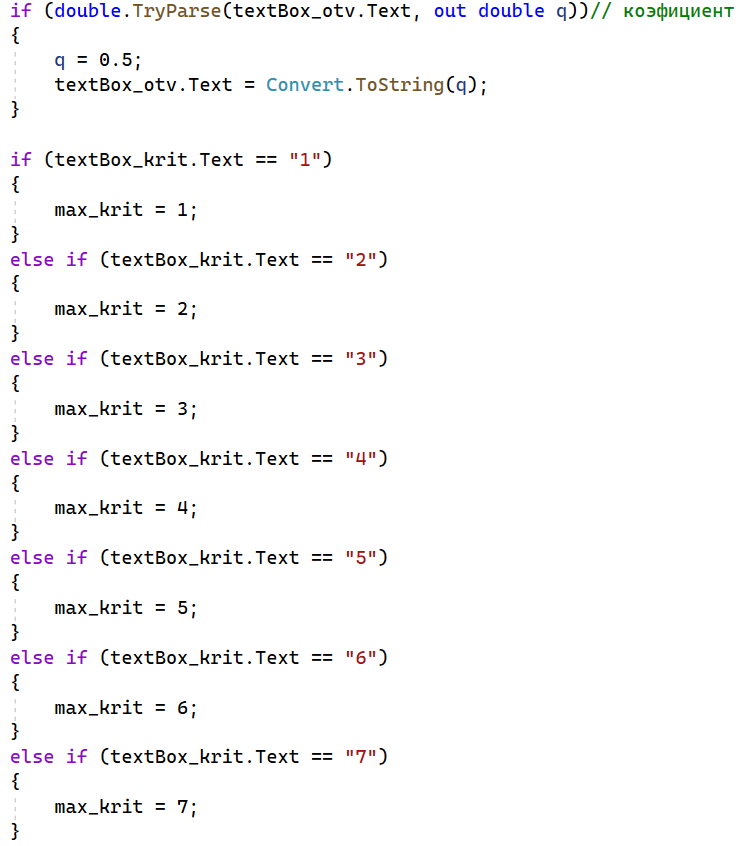 if (double.TryParse(textBox_otv.Text, out double q))// коэфициент
{
    q = 0.5;
    textBox_otv.Text = Convert.ToString(q);
}

if (textBox_krit.Text == "1")
{
    max_krit = 1;
}
else if (textBox_krit.Text == "2")
{
    max_krit = 2;
}
else if (textBox_krit.Text == "3")
{
    max_krit = 3;
}
else if (textBox_krit.Text == "4")
{
    max_krit = 4;
}
else if (textBox_krit.Text == "5")
{
    max_krit = 5;
}
else if (textBox_krit.Text == "6")
{
    max_krit = 6;
}
else if (textBox_krit.Text == "7")
{
    max_krit = 7;
}